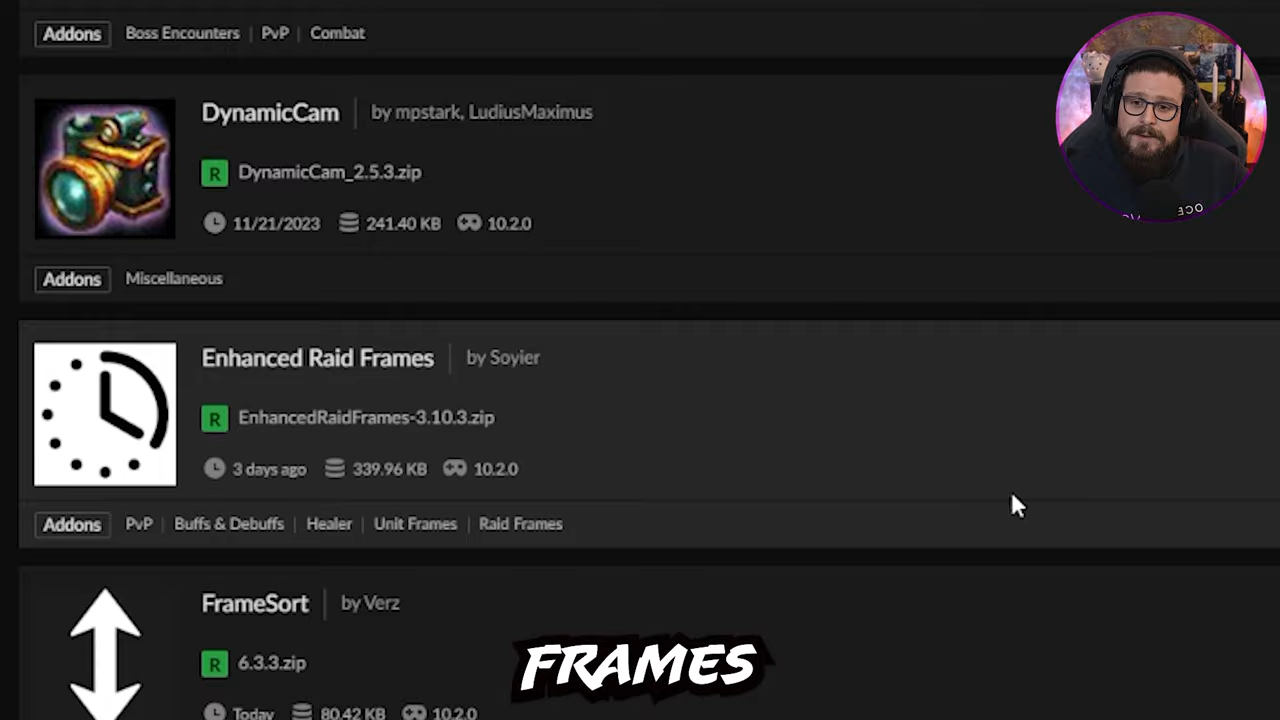 Addons Boss Encounters | PvP | Combat
DynamicCam | by mpstark, LudiusMaximus
R DynamicCam_2.5.3.zip
11/21/2023 241.40 KB 10.2.0
Addons Miscellaneous
Enhanced Raid Frames | by Soyier
R EnhancedRaidFrames-3.10.3.zip
3 days ago 339.96 KB 10.2.0
Addons PvP | Buffs & Debuffs | Healer | Unit Frames | Raid Frames
FrameSort | by Verz
R 6.3.3.zip
FRAMES
Today 80.42 KB 10.2.0